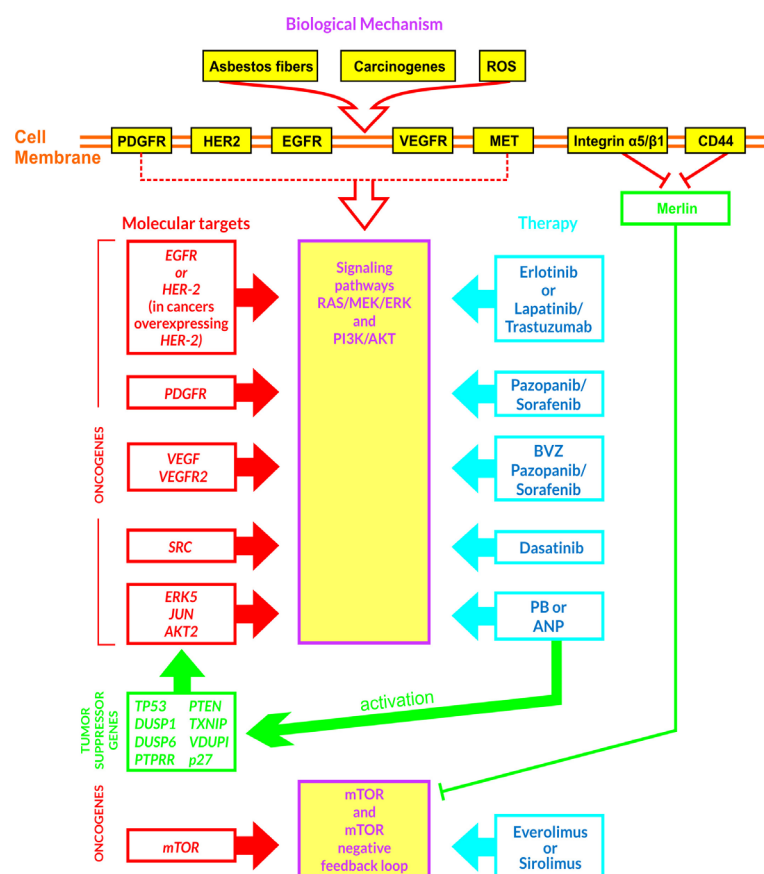 Biological Mechanism
Asbestos fibers
Carcinogenes
ROS
Cell
Membrane
PDGFR
HER2
EGFR
VEGFR
MET
Integrin α5/β1
CD44
Merlin
Molecular targets
Therapy
ONCOGENES
EGFR
or
HER-2
(in cancers
overexpressing
HER-2)
Signaling
pathways
RAS/MEK/ERK
and
PI3K/AKT
Erlotinib
or
Lapatinib/
Trastuzumab
PDGFR
Pazopanib/
Sorafenib
VEGF
VEGFR2
BVZ
Pazopanib/
Sorafenib
SRC
Dasatinib
ERK5
JUN
AKT2
PB or
ANP
activation
TUMOR
SUPPRESSOR
GENES
TP53 PTEN
DUSP1 TXNIP
DUSP6 VDUPI
PTPRR p27
ONCOGENES
mTOR
mTOR
and
mTOR
negative
feedback loop
Everolimus
or
Sirolimus